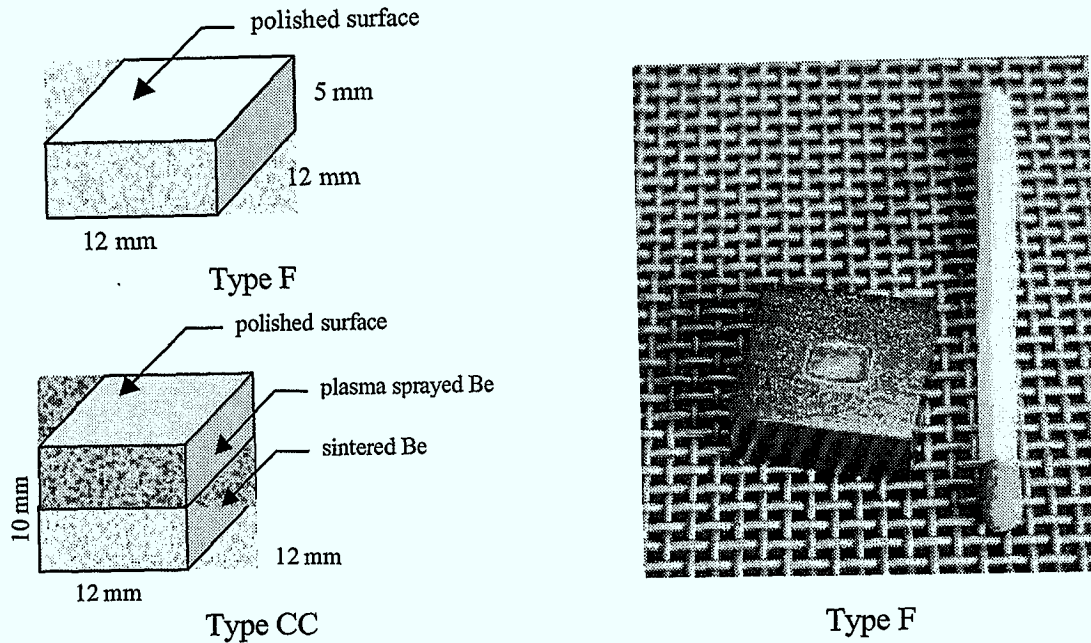 polished surface
5 mm
12 mm
12 mm
Type F
polished surface
plasma sprayed Be
sintered Be
10 mm
12 mm
12 mm
Type CC
Type F